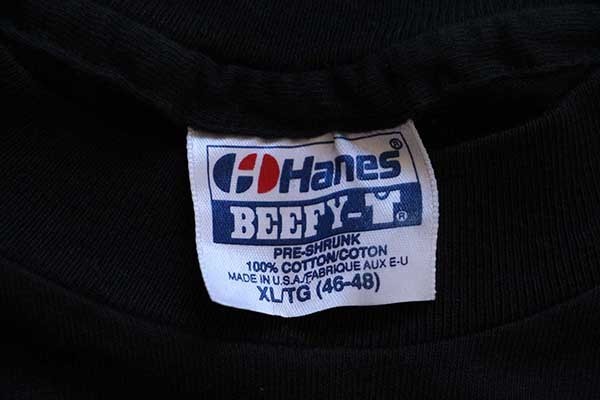 Hanes®
BEEFY-T®
PRE-SHRUNK
100% COTTON/COTON
MADE IN U.S.A./FABRIQUE AUX E-U
XL/TG (46-48)